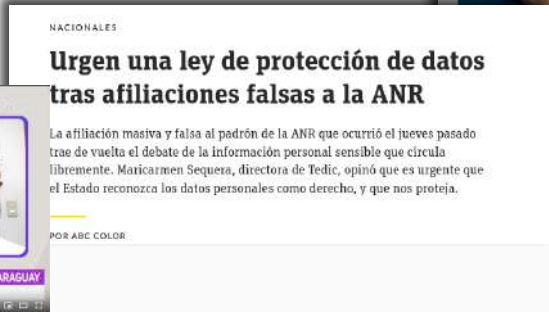 NACIONALES
Urgen una ley de protección de datos
tras afiliaciones falsas a la ANR
La afiliación masiva y falsa al padrón de la ANR que ocurrió el jueves pasado
trae de vuelta el debate de la información personal sensible que circula
libremente. Maricarmen Sequera, directora de Tedic, opinó que es urgente que
el Estado reconozca los datos personales como derecho, y que nos proteja.
POR ABC COLOR
ARAGUAY